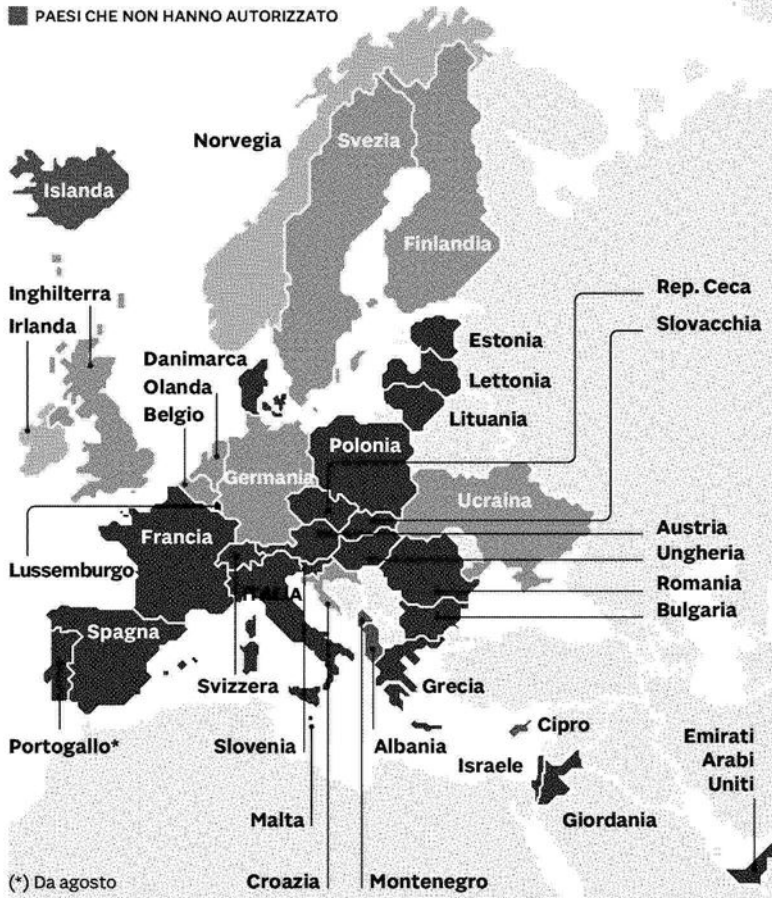 PAESI CHE NON HANNO AUTORIZZATO
Norvegia
Svezia
Islanda
Finlandia
Inghilterra
Irlanda
Rep. Ceca
Slovacchia
Danimarca
Olanda
Belgio
Estonia
Lettonia
Lituania
Polonia
Germania
Ucraina
Francia
Lussemburgo
Austria
Ungheria
Romania
Bulgaria
ITALIA
Spagna
Svizzera
Grecia
Portogallo*
Slovenia
Albania
Cipro
Emirati
Arabi
Uniti
Israele
Malta
Giordania
(*) Da agosto
Croazia
Montenegro